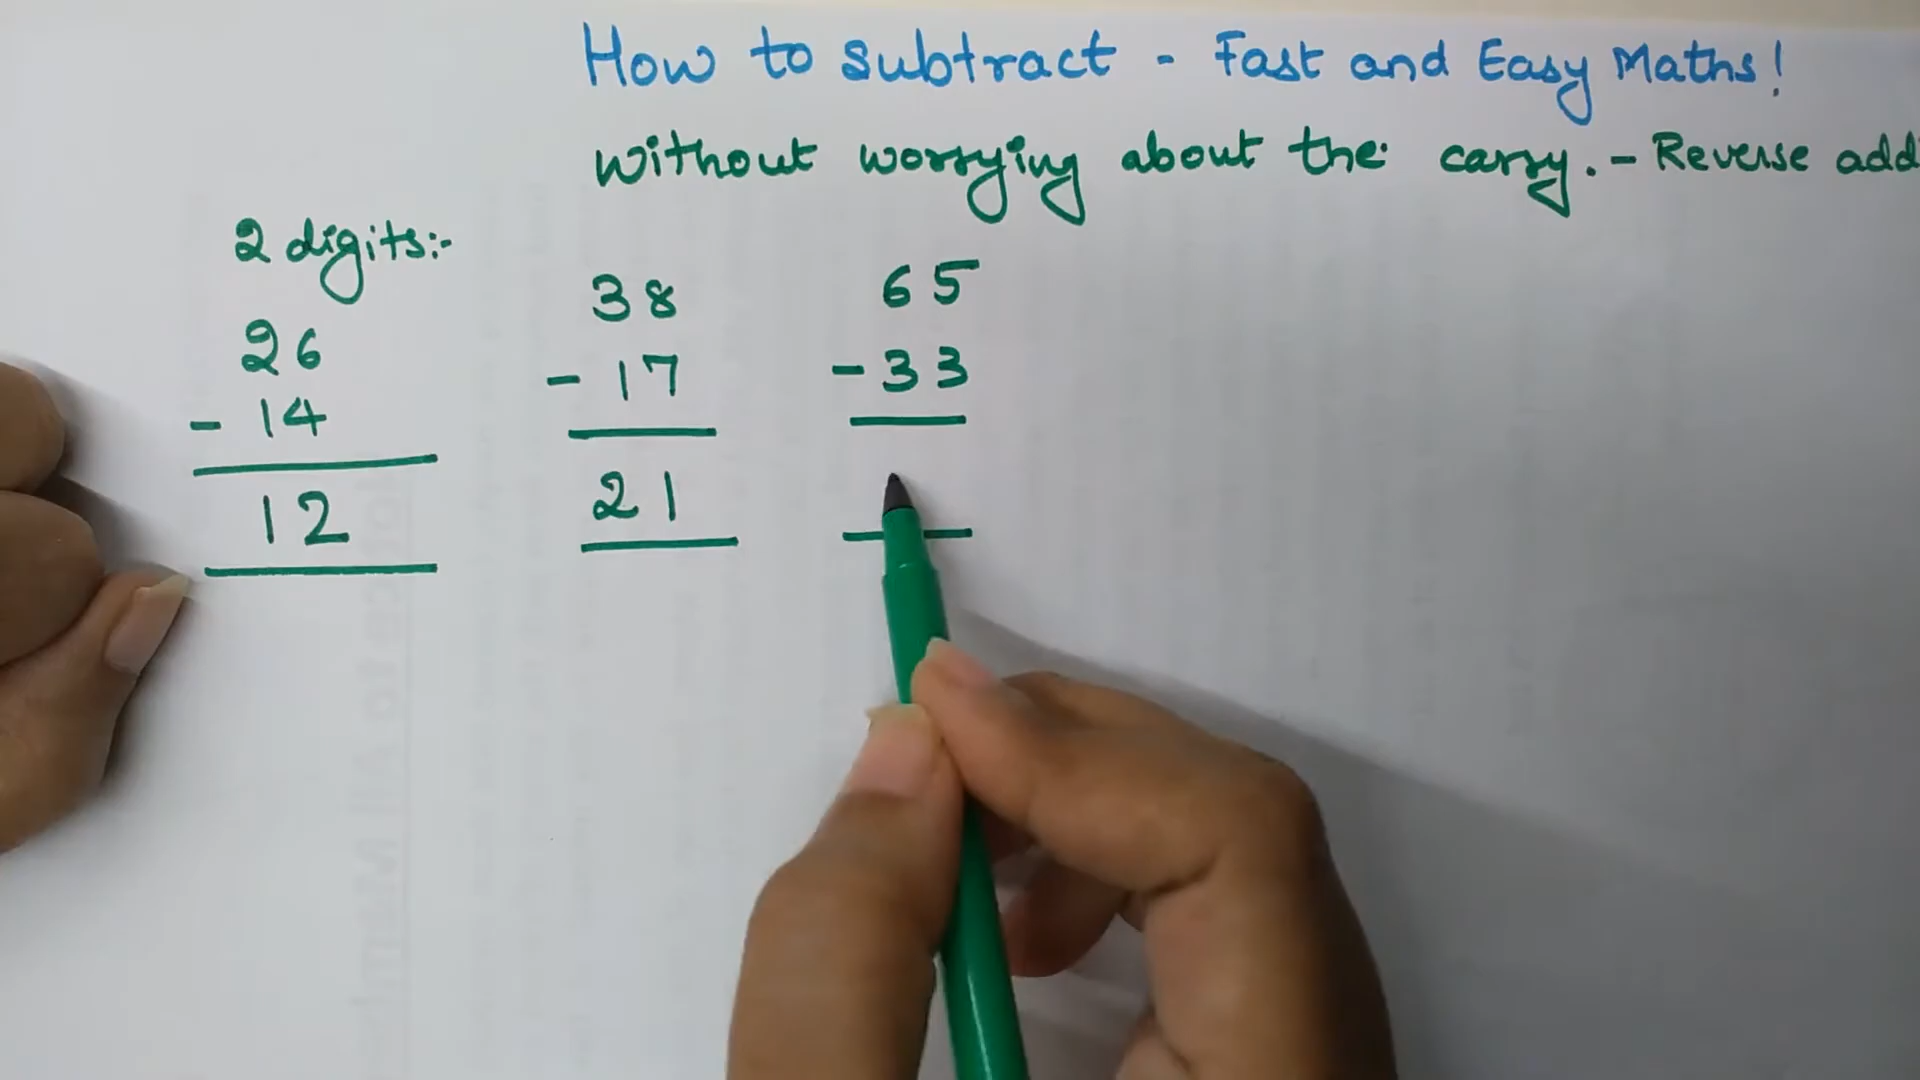 How to subtract - Fast and Easy Maths!
without worrying about the carry. - Reverse add
2 digits:-
26
- 14
12
38
- 17
21
65
- 33